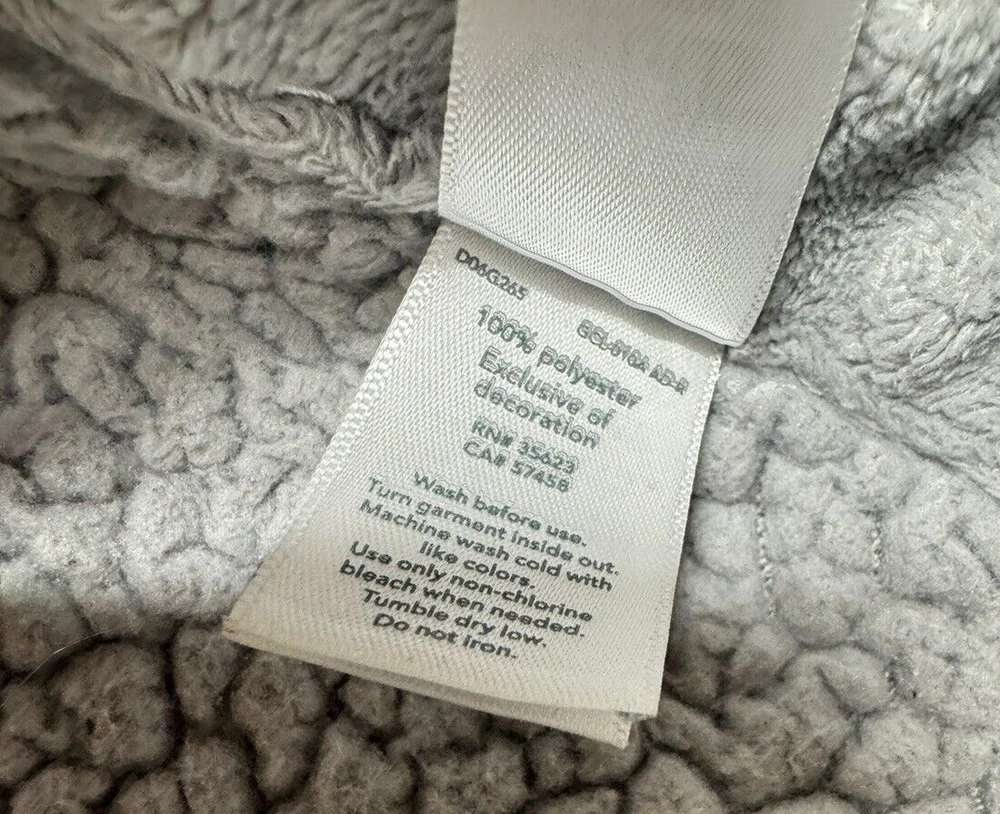 D06G265
100% polyester
Exclusive of
decoration
RN# 35623
CA# 57458
Wash before use.
Turn garment inside out.
Machine wash cold with
like colors.
Use only non-chlorine
bleach when needed.
Tumble dry low.
Do not iron.